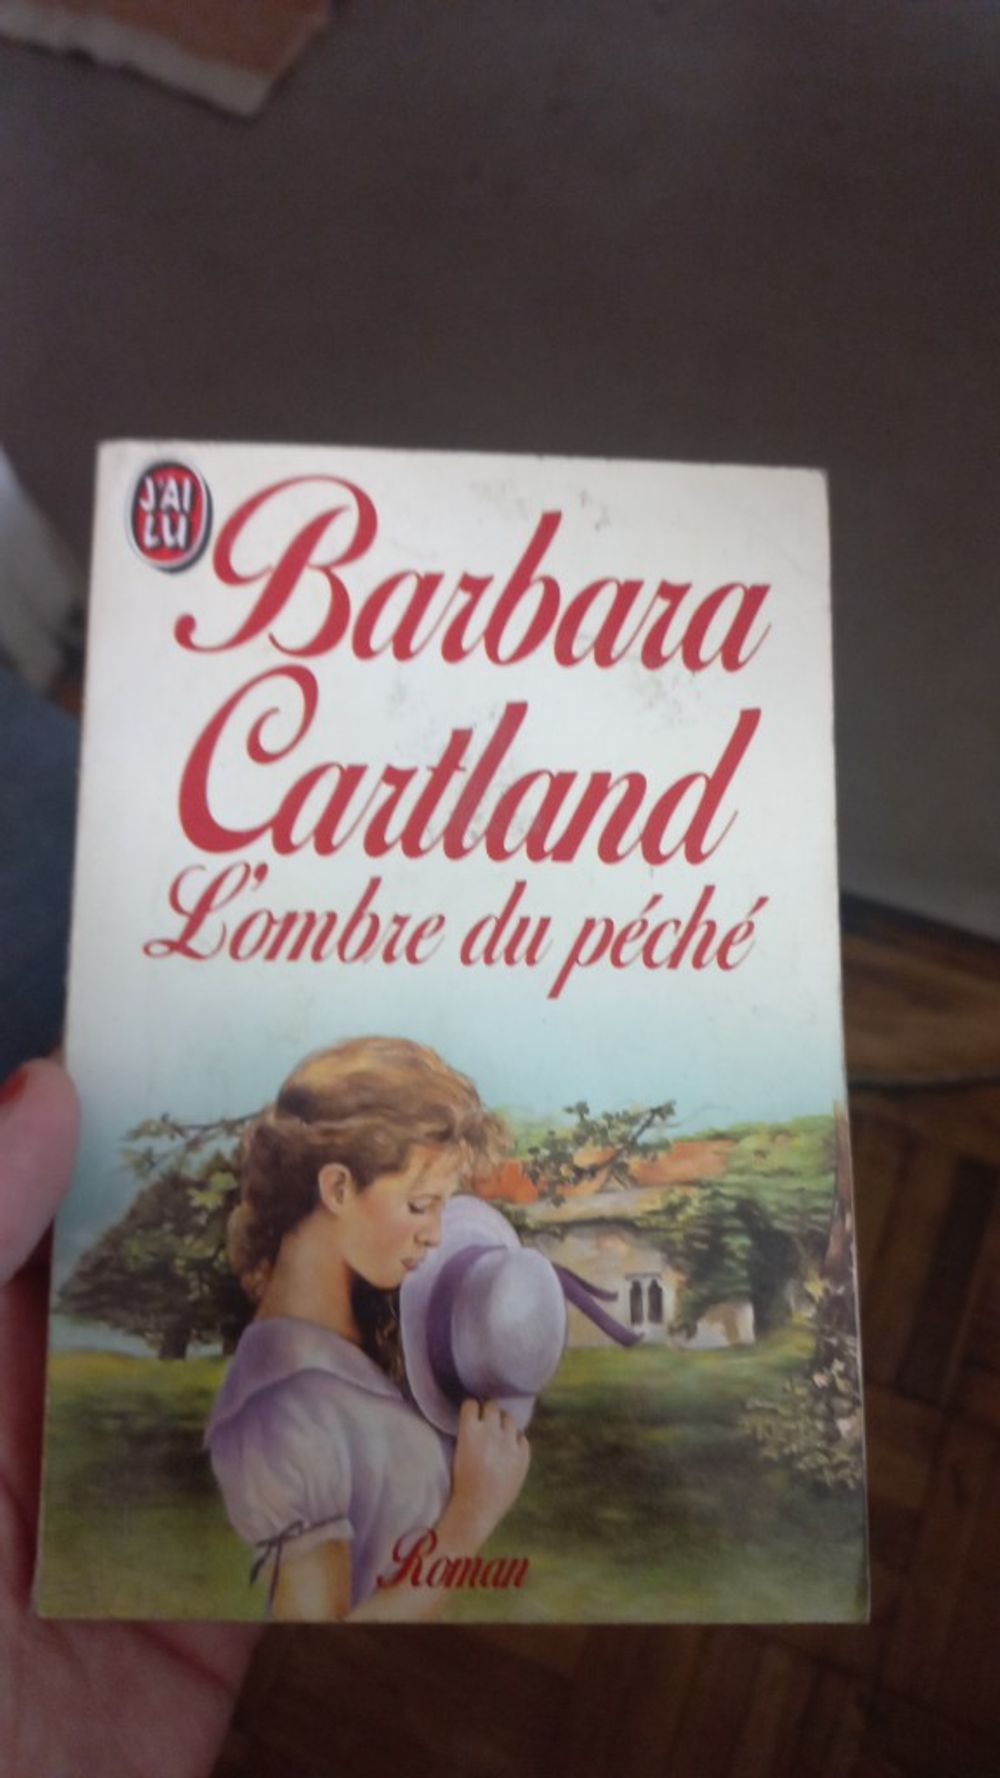 J'AI
LU
Barbara
Cartland
L'ombre du péché
Roman